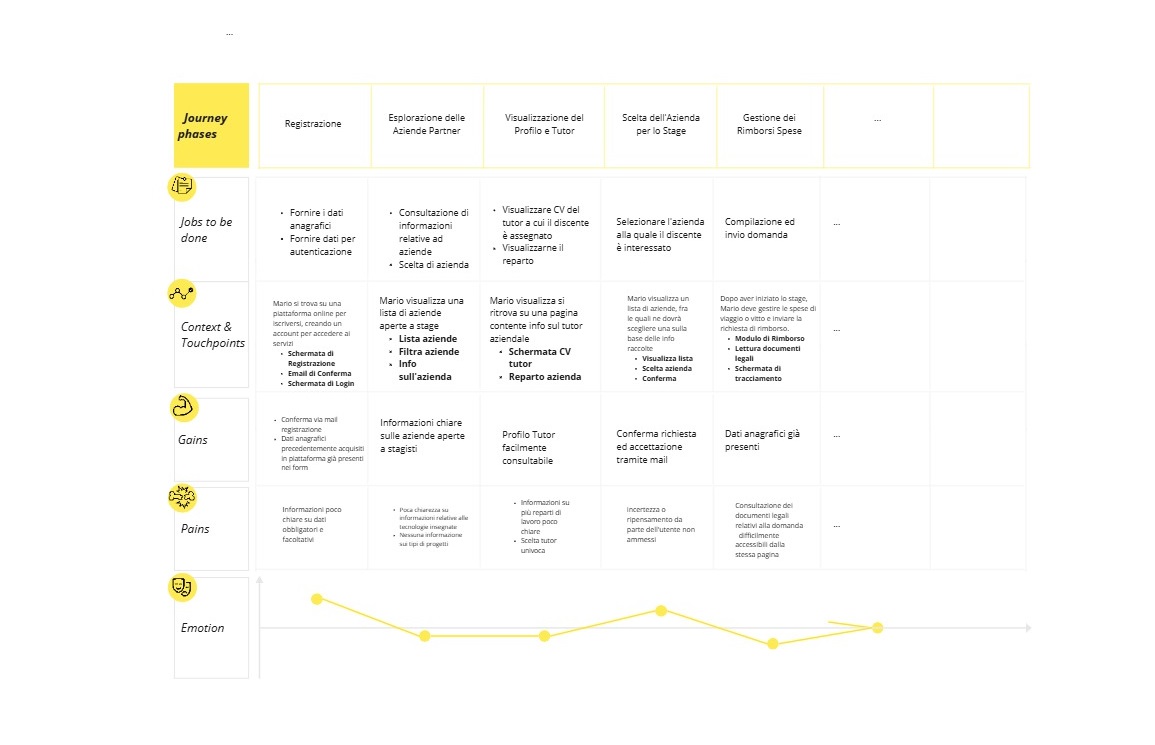 ...
Journey
phases
Registrazione
Esplorazione delle
Aziende Partner
Visualizzazione del
Profilo e Tutor
Scelta dell'Azienda
per lo Stage
Gestione dei
Rimborsi Spese
...
Jobs to be
done
• Fornire i dati
anagrafici
• Fornire dati per
autenticazione
• Consultazione di
informazioni
relative ad
aziende
• Scelta di azienda
• Visualizzare CV del
tutor a cui il discente
è assegnato
• Visualizzarne il
reparto
Selezionare l'azienda
alla quale il discente
è interessato
Compilazione ed
invio domanda
...
Context &
Touchpoints
Mario si trova su una
piattaforma online per
iscriversi, creando un
account per accedere ai
servizi
• Schermata di
Registrazione
• Email di Conferma
• Schermata di Login
Mario visualizza una
lista di aziende
aperte a stage
• Lista aziende
• Filtra aziende
• Info
sull'azienda
Mario visualizza si
ritrova su una pagina
contente info sul tutor
aziendale
• Schermata CV
tutor
• Reparto azienda
Mario visualizza un
lista di aziende, fra
le quali ne dovrà
scegliere una sulla
base delle info
raccolte
• Visualizza lista
• Scelta azienda
• Conferma
Dopo aver iniziato lo stage,
Mario deve gestire le spese di
viaggio o vitto e inviare la
richiesta di rimborso.
• Modulo di Rimborso
• Lettura documenti
legali
• Schermata di
tracciamento
...
Gains
• Conferma via mail
registrazione
• Dati anagrafici
precedentemente acquisiti
in piattaforma già presenti
nei form
Informazioni chiare
sulle aziende aperte
a stagisti
Profilo Tutor
facilmente
consultabile
Conferma richiesta
ed accettazione
tramite mail
Dati anagrafici già
presenti
...
Pains
Informazioni poco
chiare su dati
obbligatori e
facoltativi
• Poca chiarezza su
informazioni relative alle
tecnologie insegnate
• Nessuna informazione
sui tipi di progetti
• Informazioni su
più reparti di
lavoro poco
chiare
• Scelta tutor
univoca
incertezza o
ripensamento da
parte dell'utente non
ammessi
Consultazione dei
documenti legali
relativi alla domanda
difficilmente
accessibili dalla
stessa pagina
...
Emotion